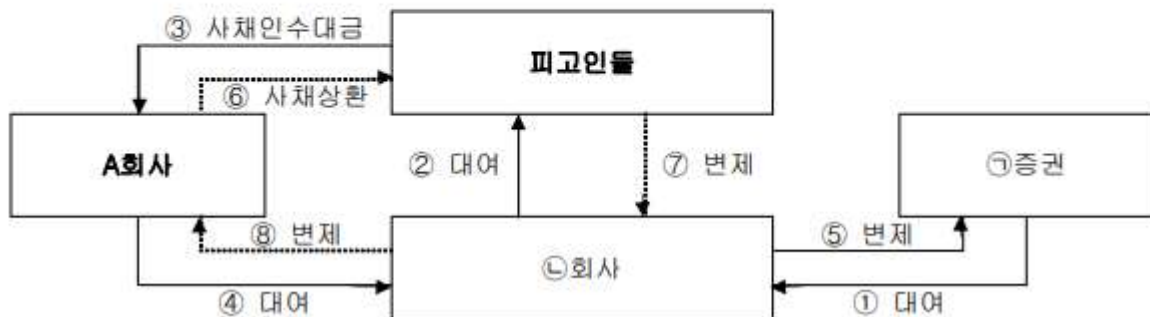 ③ 사채인수대금
피고인들
⑥ 사채상환
A회사
② 대여
⑦ 변제
㉠증권
⑧ 변제
㉡회사
⑤ 변제
④ 대여
① 대여